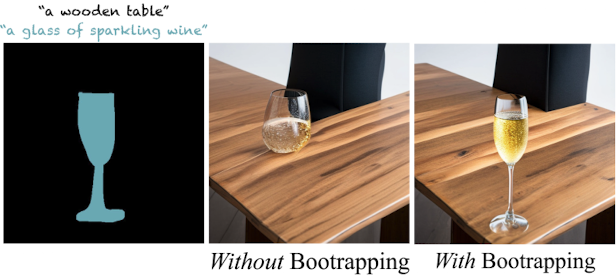 “a wooden table”
“a glass of sparkling wine”
Without Bootrapping
With Bootrapping